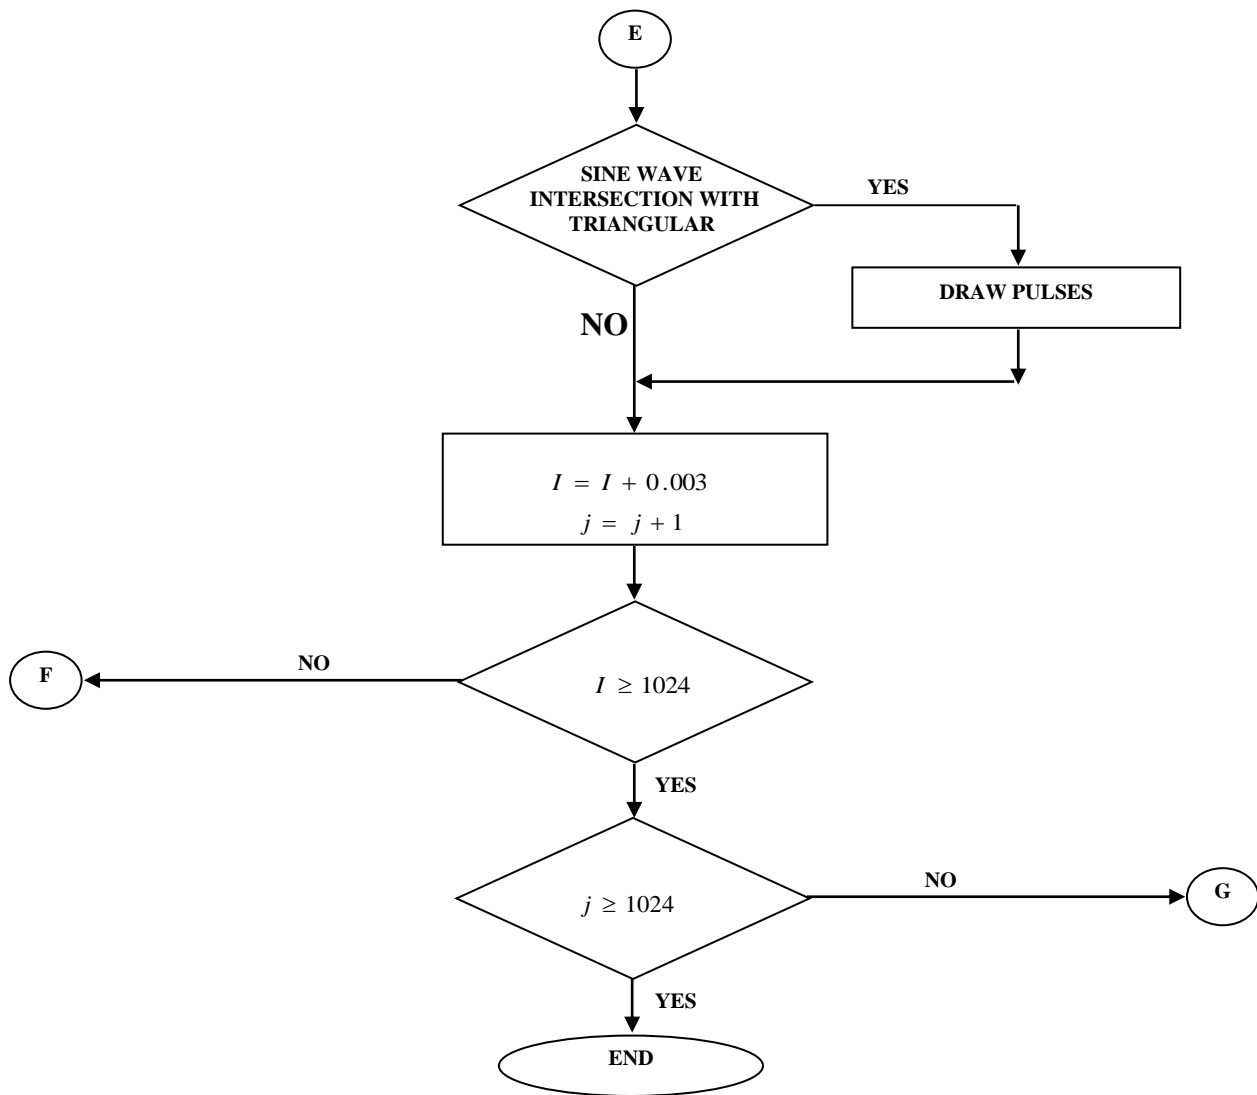 E
SINE WAVE
INTERSECTION WITH
TRIANGULAR
YES
DRAW PULSES
NO
I = I + 0.003
j = j + 1
NO
F
I ≥ 1024
YES
NO
G
j ≥ 1024
YES
END